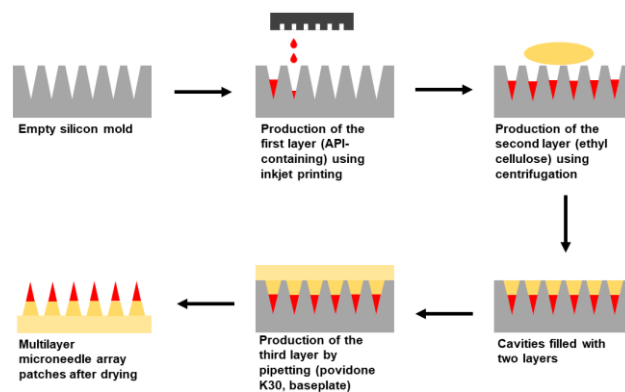 Empty silicon mold
Production of the
first layer (API-
containing) using
inkjet printing
Production of the
second layer (ethyl
cellulose) using
centrifugation
Multilayer
microneedle array
patches after drying
Production of the
third layer by
pipetting (povidone
K30, baseplate)
Cavities filled with
two layers